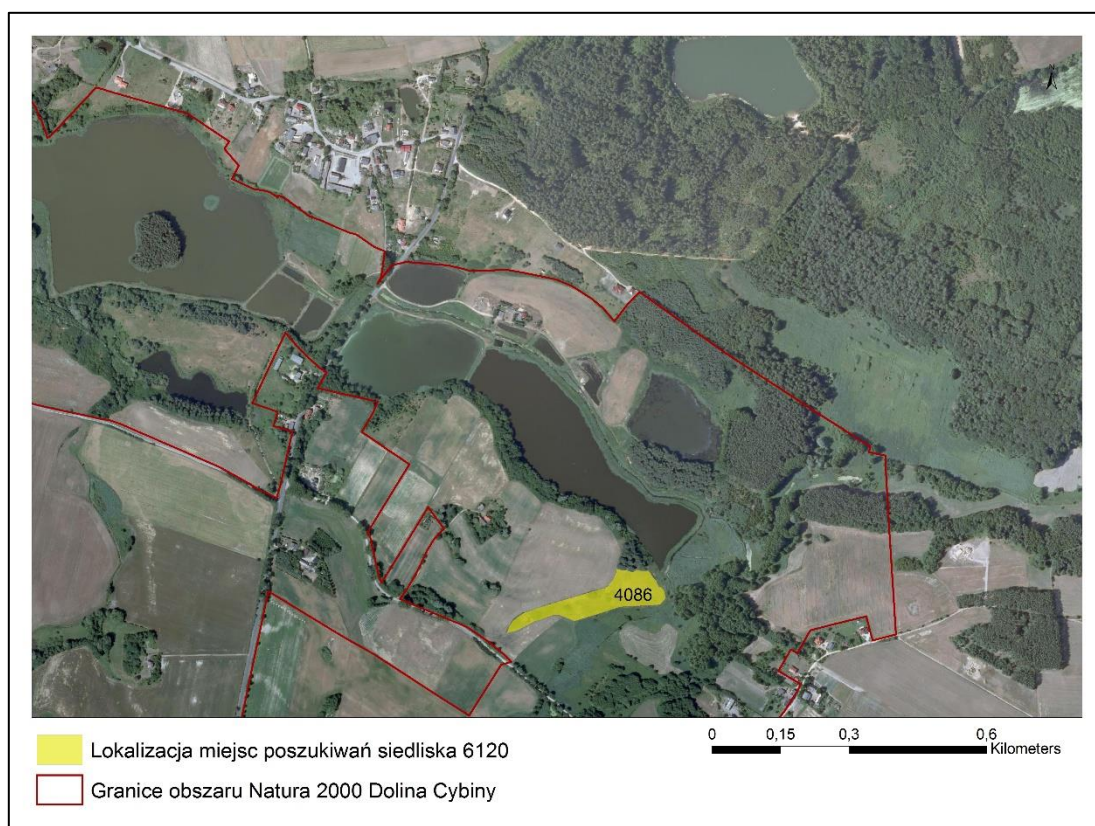 4086
Lokalizacja miejsc poszukiwań siedliska 6120
Granice obszaru Natura 2000 Dolina Cybiny
0 0,15 0,3 0,6
Kilometers